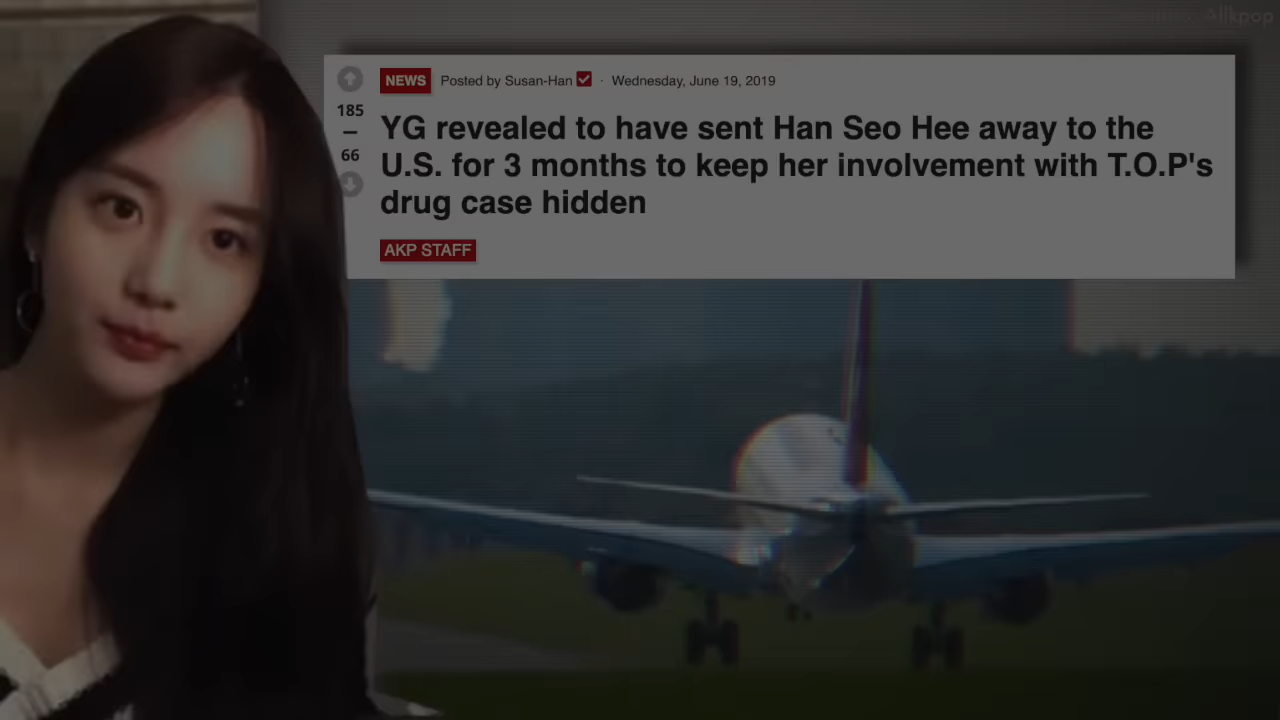 allkpop
NEWS Posted by Susan-Han · Wednesday, June 19, 2019
185
66
YG revealed to have sent Han Seo Hee away to the
U.S. for 3 months to keep her involvement with T.O.P's
drug case hidden
AKP STAFF